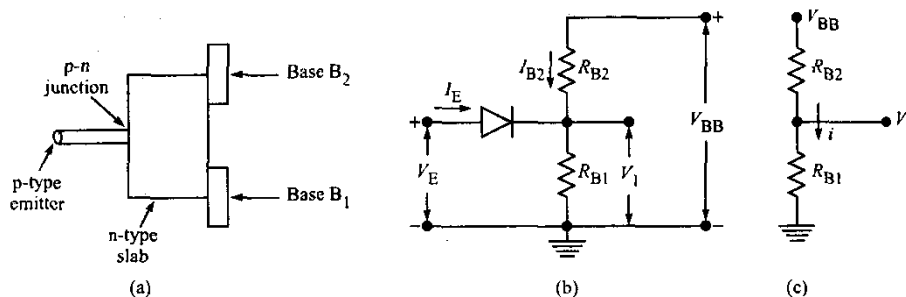 p-n
junction
p-type
emitter
n-type
slab
Base B2
Base B1
(a)
+
IB2
RB2
IE
+
VE
RB1
V1
VBB
−
−
(b)
VBB
RB2
i
V
RB1
(c)